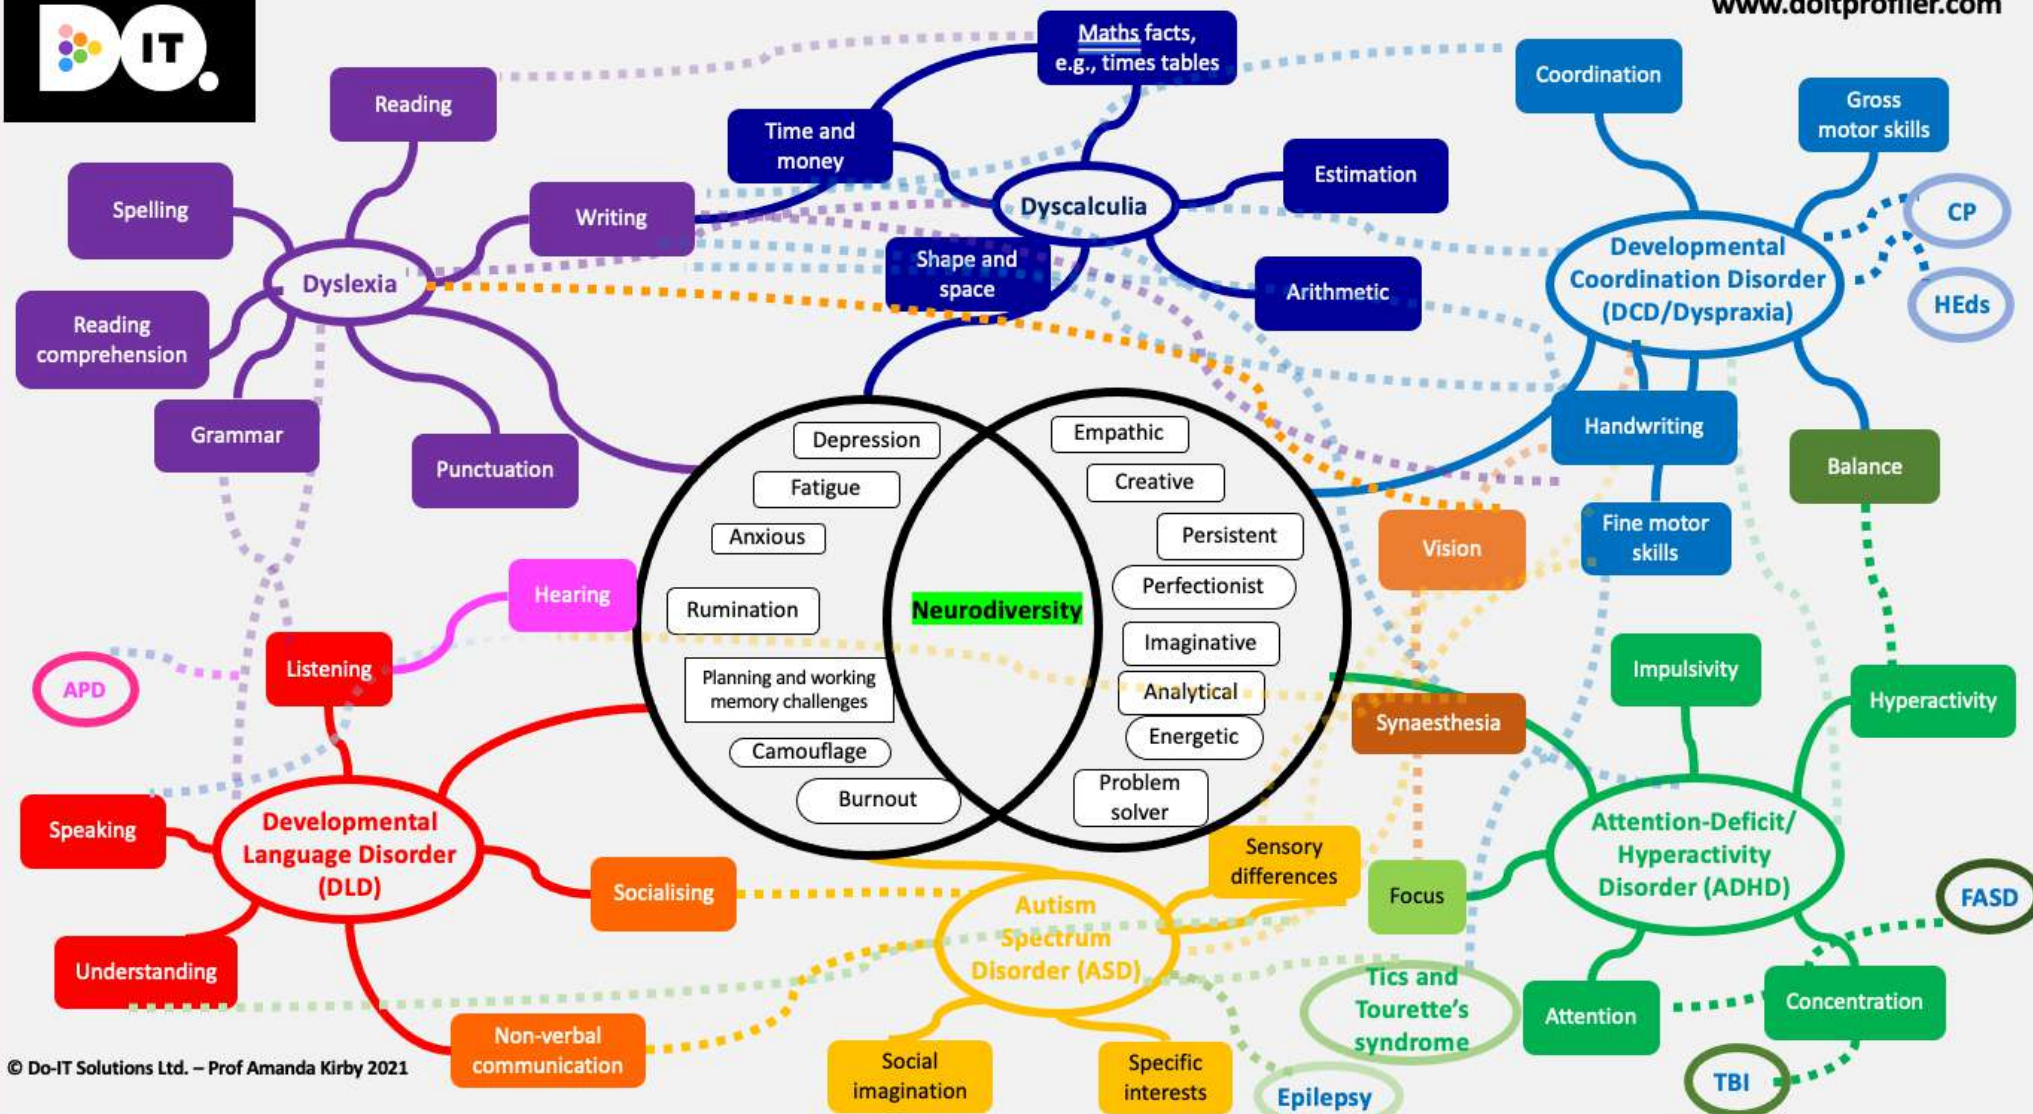 IT
www.doitprofiler.com
Maths facts,
e.g., times tables
Coordination
Reading
Gross
motor skills
Time and
money
Estimation
Spelling
Writing
Dyscalculia
CP
Developmental
Coordination Disorder
(DCD/Dyspraxia)
Shape and
space
Dyslexia
Arithmetic
HEds
Reading
comprehension
Grammar
Punctuation
Depression
Empathic
Handwriting
Balance
Fatigue
Creative
Anxious
Persistent
Vision
Fine motor
skills
Hearing
Perfectionist
Rumination
Neurodiversity
Imaginative
Listening
APD
Planning and working
memory challenges
Analytical
Impulsivity
Hyperactivity
Synaesthesia
Energetic
Camouflage
Burnout
Problem
solver
Speaking
Developmental
Language Disorder
(DLD)
Attention-Deficit/
Hyperactivity
Disorder (ADHD)
Sensory
differences
Socialising
Focus
FASD
Autism
Spectrum
Disorder (ASD)
Understanding
Tics and
Tourette's
syndrome
Attention
Concentration
Non-verbal
communication
© Do-IT Solutions Ltd. – Prof Amanda Kirby 2021
Social
imagination
Specific
interests
Epilepsy
TBI